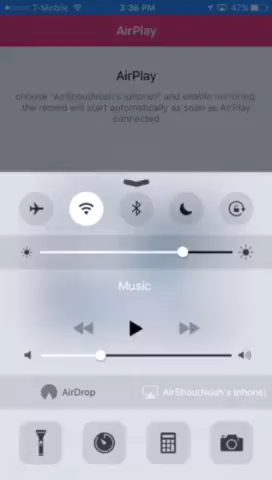 T-Mobile 3:36 PM 47%
AirPlay
AirPlay
choose "AirShou(Noah's iphone)" and enable mirroring,
the record will start automatically as soon as AirPlay
connected
Music
AirDrop
AirShou(Noah's iphone)